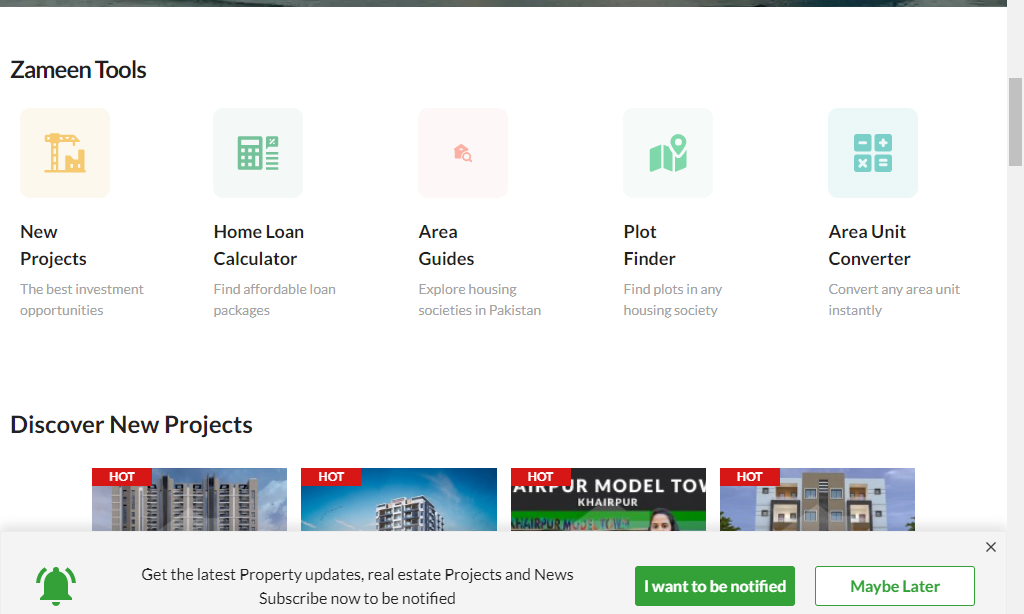 Zameen Tools
New
Projects
The best investment
opportunities
Home Loan
Calculator
Find affordable loan
packages
Area
Guides
Explore housing
societies in Pakistan
Plot
Finder
Find plots in any
housing society
Area Unit
Converter
Convert any area unit
instantly
Discover New Projects
HOT
HOT
HOT
AIRPUR MODEL TOW
KHAIRPUR
KHAIRPUR MODEL TOWN
HOT
Get the latest Property updates, real estate Projects and News
Subscribe now to be notified
I want to be notified
Maybe Later